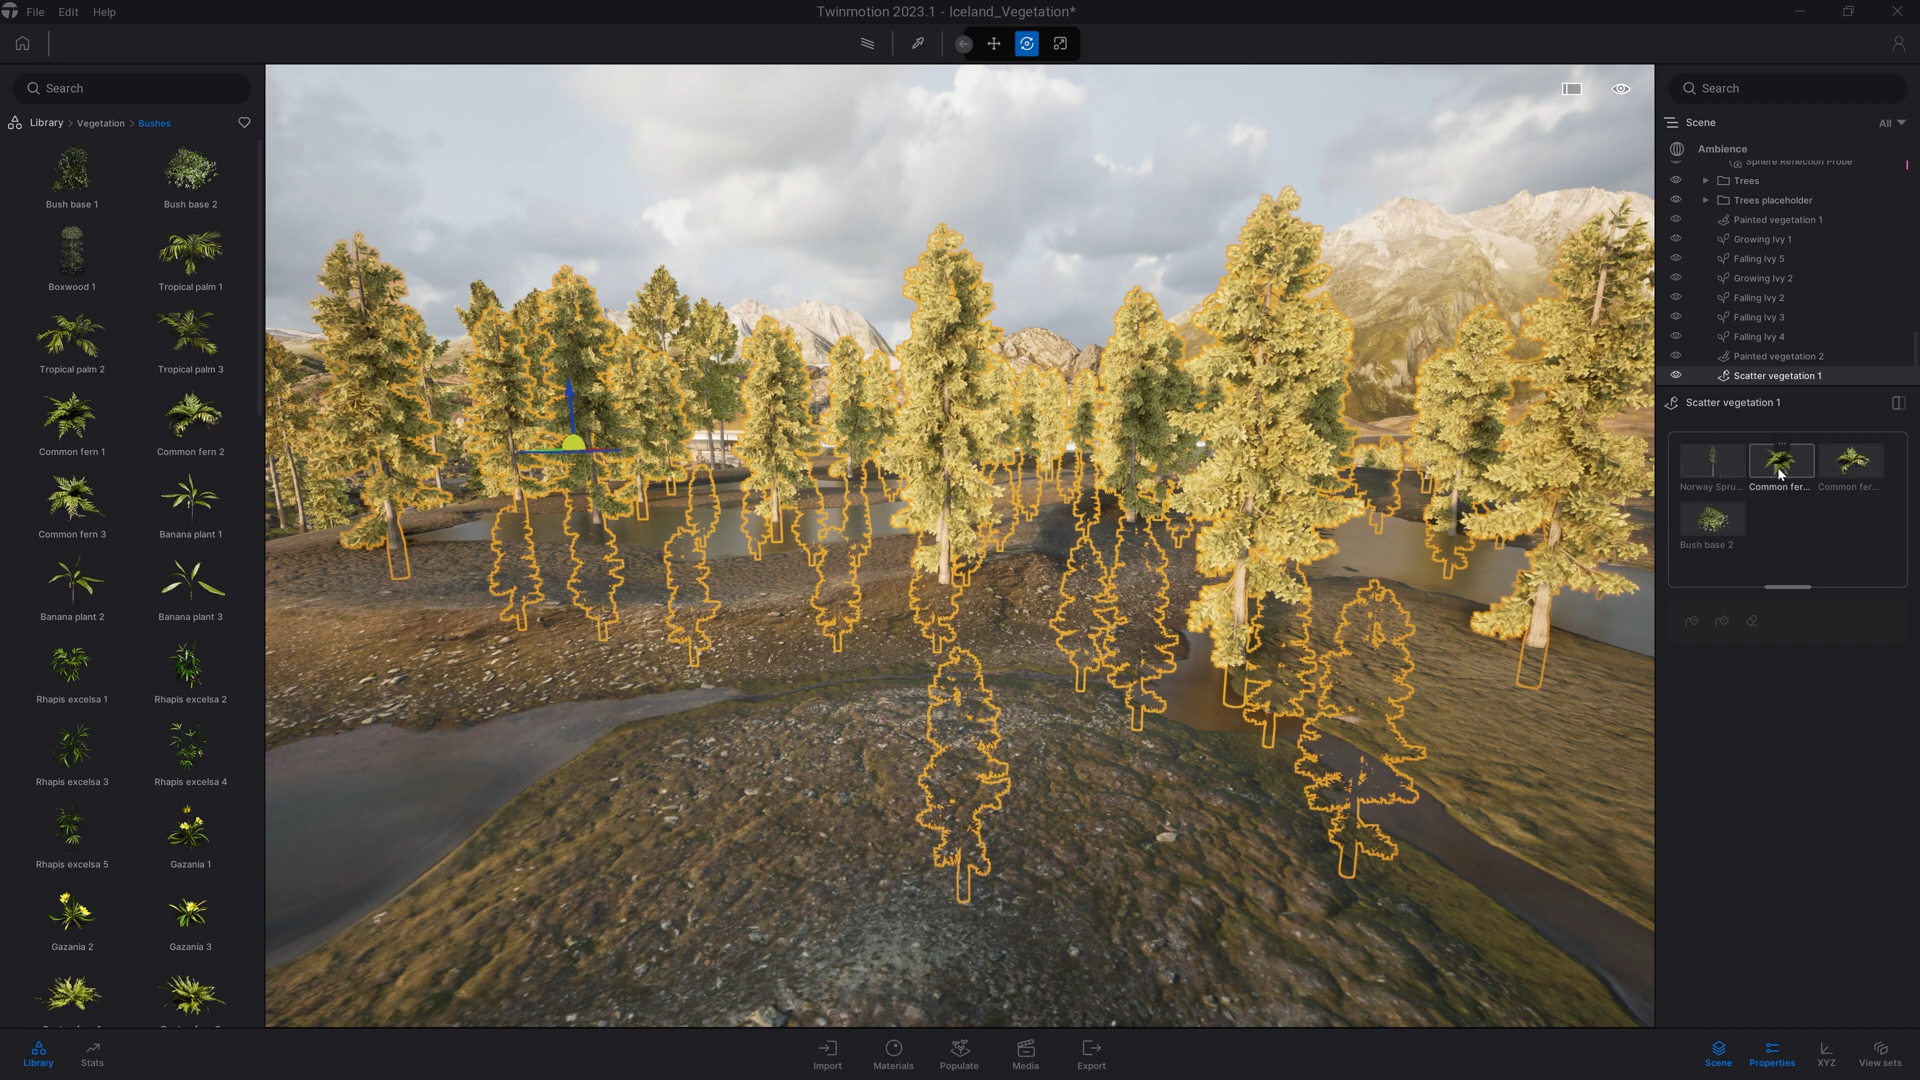 File Edit Help
Twinmotion 2023.1 - Iceland_Vegetation*
Search
Library > Vegetation > Bushes
Bush base 1
Bush base 2
Boxwood 1
Tropical palm 1
Tropical palm 2
Tropical palm 3
Common fern 1
Common fern 2
Common fern 3
Banana plant 1
Banana plant 2
Banana plant 3
Rhapis excelsa 1
Rhapis excelsa 2
Rhapis excelsa 3
Rhapis excelsa 4
Rhapis excelsa 5
Gazania 1
Gazania 2
Gazania 3
Search
Scene
All
Ambience
Sphere Reflection Probe
Trees
Trees placeholder
Painted vegetation 1
Growing Ivy 1
Falling Ivy 5
Growing Ivy 2
Falling Ivy 2
Falling Ivy 3
Falling Ivy 4
Painted vegetation 2
Scatter vegetation 1
Scatter vegetation 1
Norway Spru...
Common fer...
Common fer...
Bush base 2
Library
Stats
Import
Materials
Populate
Media
Export
Scene
Properties
XYZ
View sets